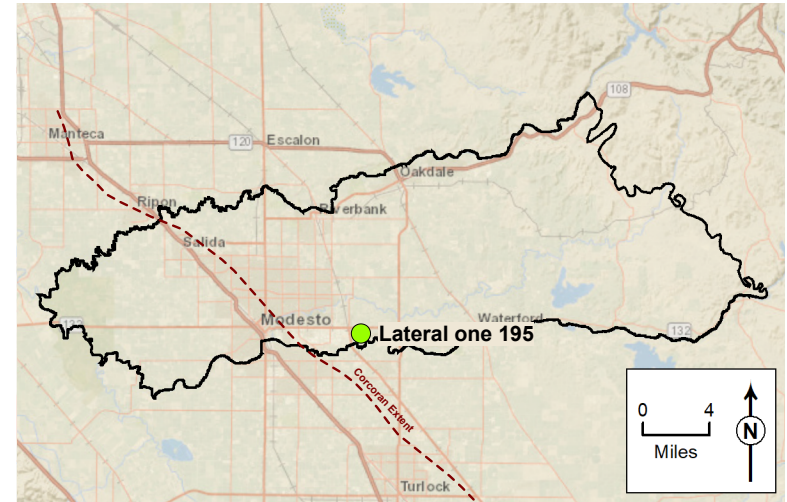 108
Manteca
120
Escalon
Oakdale
Ripon
Riverbank
Salida
132
Modesto
Waterford
Lateral one 195
132
Corcoran Extent
Turlock
0 4
Miles
N